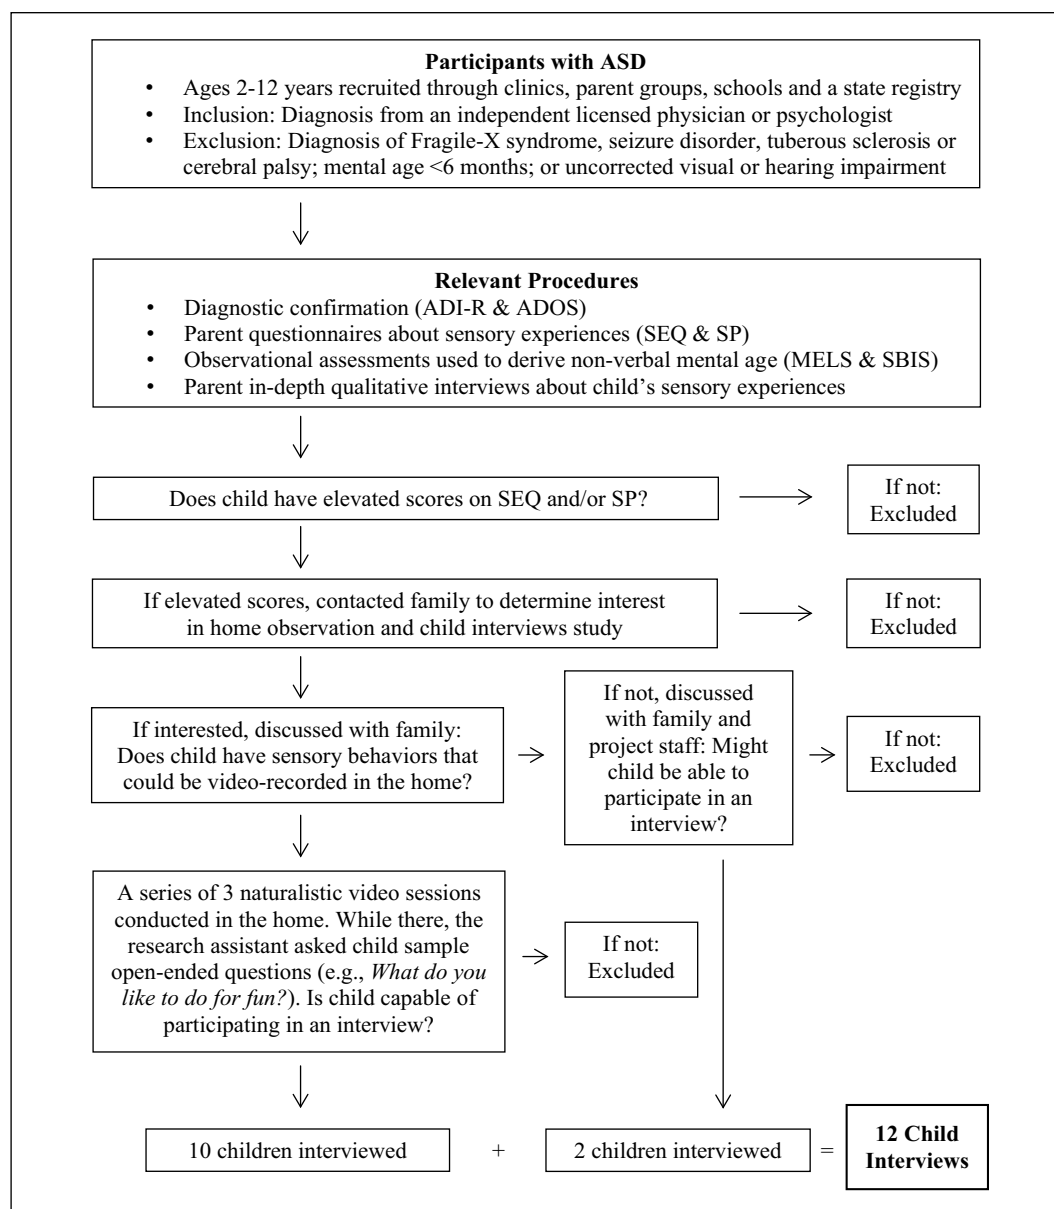 Participants with ASD
• Ages 2-12 years recruited through clinics, parent groups, schools and a state registry
• Inclusion: Diagnosis from an independent licensed physician or psychologist
• Exclusion: Diagnosis of Fragile-X syndrome, seizure disorder, tuberous sclerosis or
cerebral palsy; mental age <6 months; or uncorrected visual or hearing impairment
Relevant Procedures
• Diagnostic confirmation (ADI-R & ADOS)
• Parent questionnaires about sensory experiences (SEQ & SP)
• Observational assessments used to derive non-verbal mental age (MELS & SBIS)
• Parent in-depth qualitative interviews about child’s sensory experiences
Does child have elevated scores on SEQ and/or SP?
If not:
Excluded
If elevated scores, contacted family to determine interest
in home observation and child interviews study
If not:
Excluded
If interested, discussed with family:
Does child have sensory behaviors that
could be video-recorded in the home?
If not, discussed
with family and
project staff: Might
child be able to
participate in an
interview?
If not:
Excluded
A series of 3 naturalistic video sessions
conducted in the home. While there, the
research assistant asked child sample
open-ended questions (e.g., What do you
like to do for fun?). Is child capable of
participating in an interview?
If not:
Excluded
10 children interviewed
+
2 children interviewed
=
12 Child
Interviews